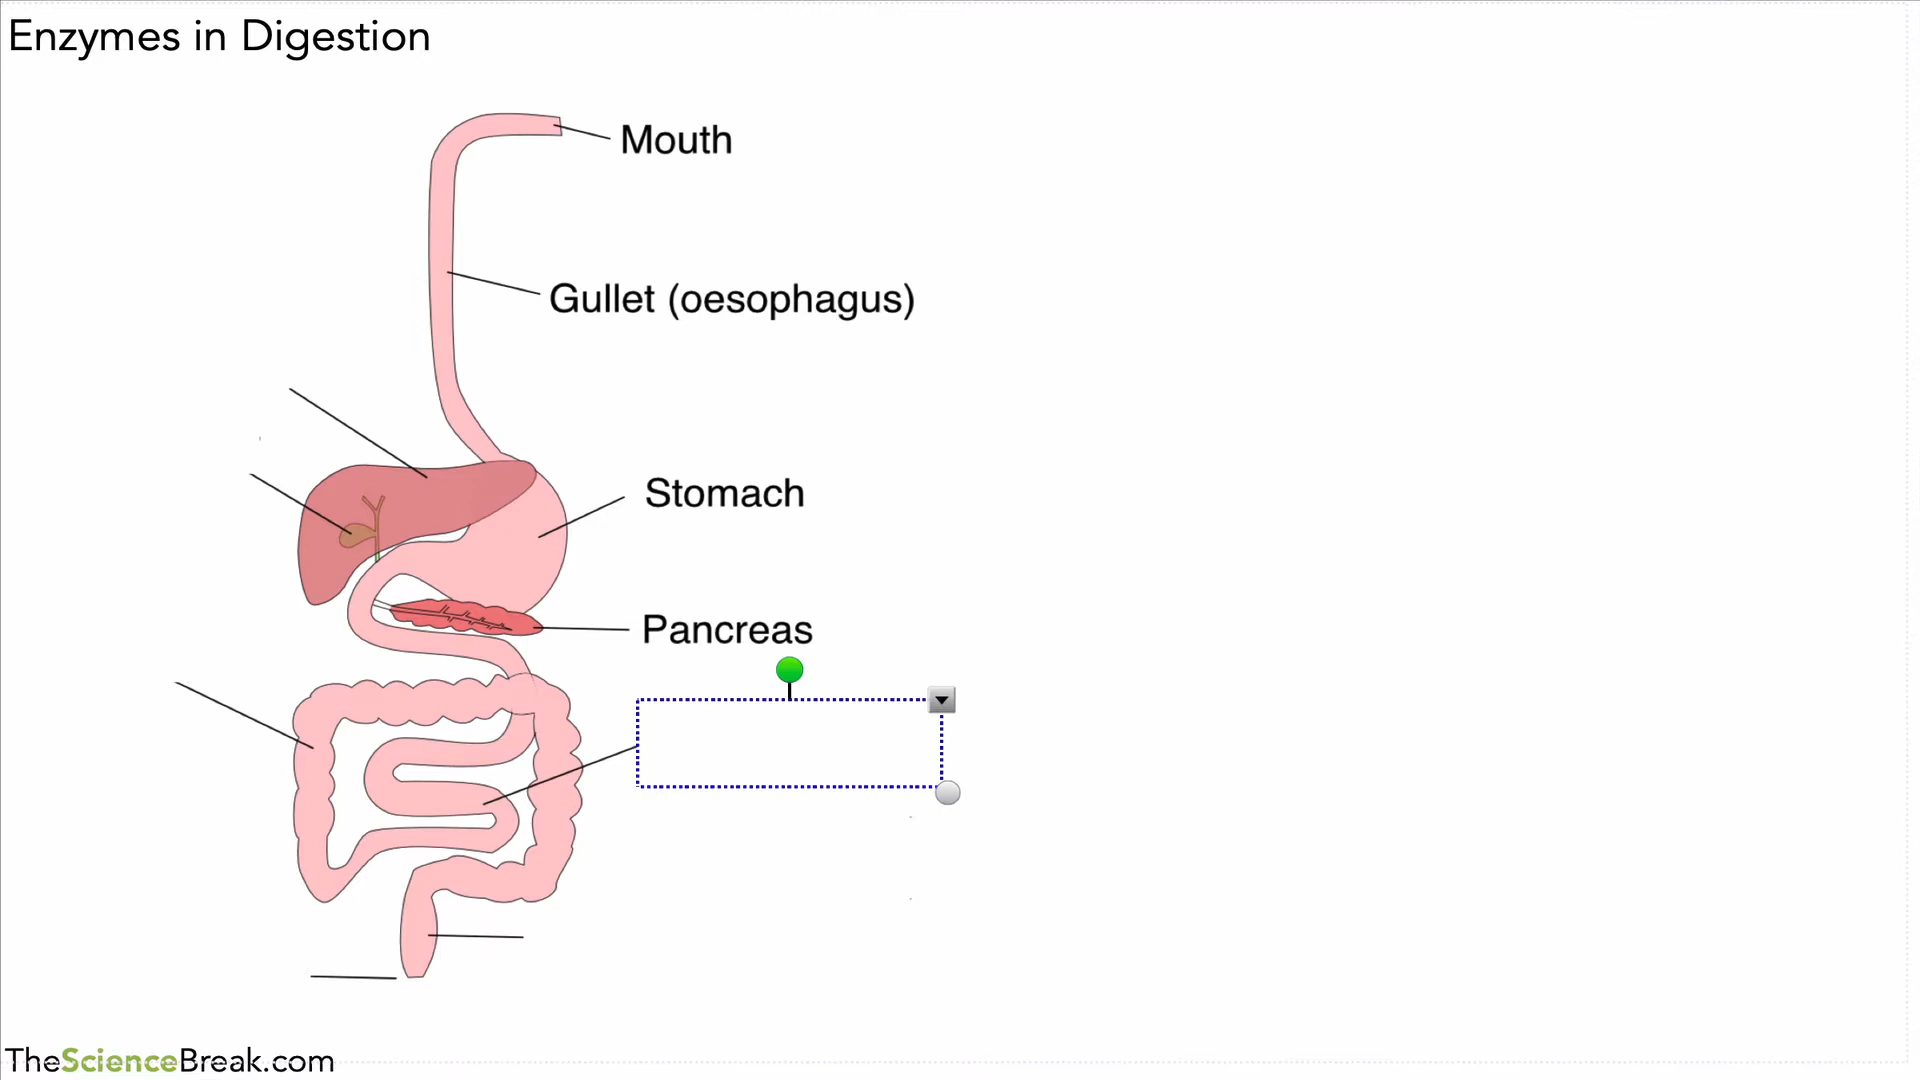 Enzymes in Digestion
Mouth
Gullet (oesophagus)
Stomach
Pancreas
TheScienceBreak.com